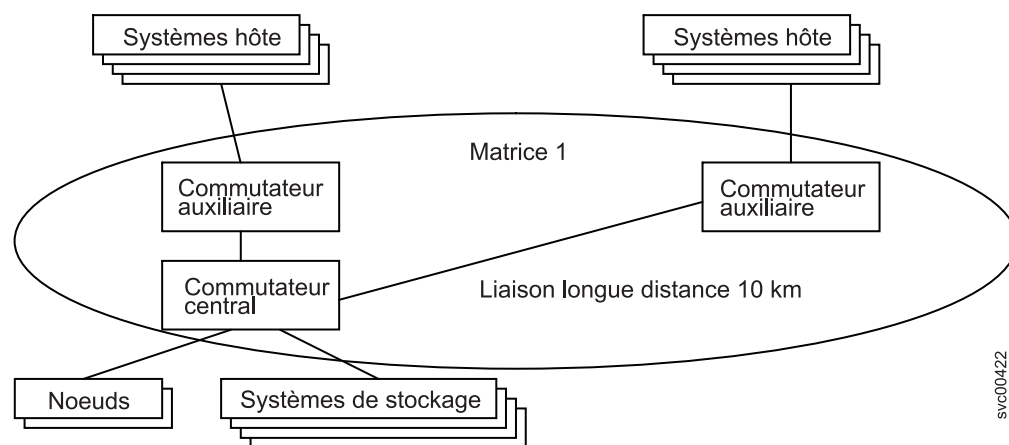 Systèmes hôte
Systèmes hôte
Matrice 1
Commutateur
auxiliaire
Commutateur
auxiliaire
Commutateur
central
Liaison longue distance 10 km
Noeuds
Systèmes de stockage
svc00422